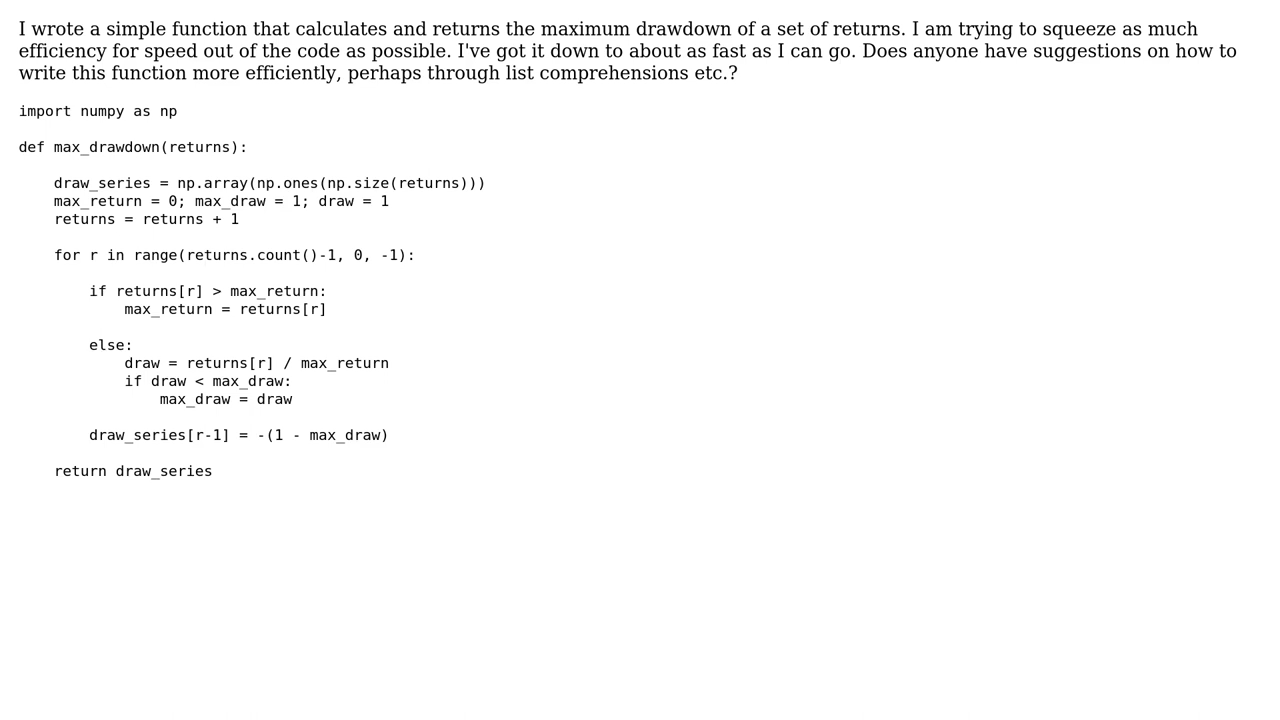 I wrote a simple function that calculates and returns the maximum drawdown of a set of returns. I am trying to squeeze as much
efficiency for speed out of the code as possible. I've got it down to about as fast as I can go. Does anyone have suggestions on how to
write this function more efficiently, perhaps through list comprehensions etc.?
import numpy as np
def max_drawdown(returns):
    draw_series = np.array(np.ones(np.size(returns)))
    max_return = 0; max_draw = 1; draw = 1
    returns = returns + 1
    for r in range(returns.count()-1, 0, -1):
        if returns[r] > max_return:
            max_return = returns[r]
        else:
            draw = returns[r] / max_return
            if draw < max_draw:
                max_draw = draw
        draw_series[r-1] = -(1 - max_draw)
    return draw_series